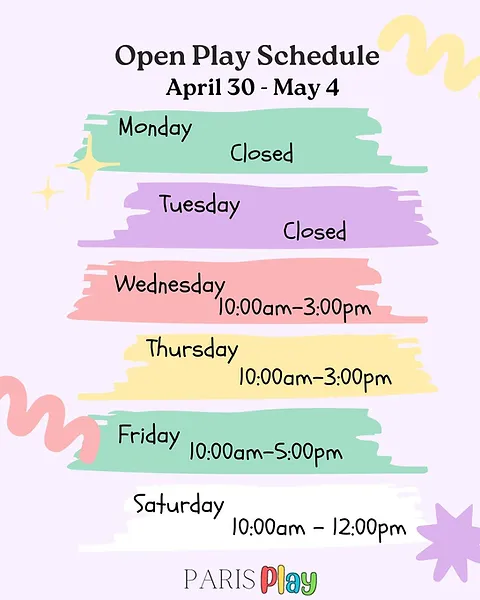 Open Play Schedule
April 30 - May 4
Monday
Closed
Tuesday
Closed
Wednesday
10:00am-3:00pm
Thursday
10:00am-3:00pm
Friday
10:00am-5:00pm
Saturday
10:00am - 12:00pm
PARIS Play